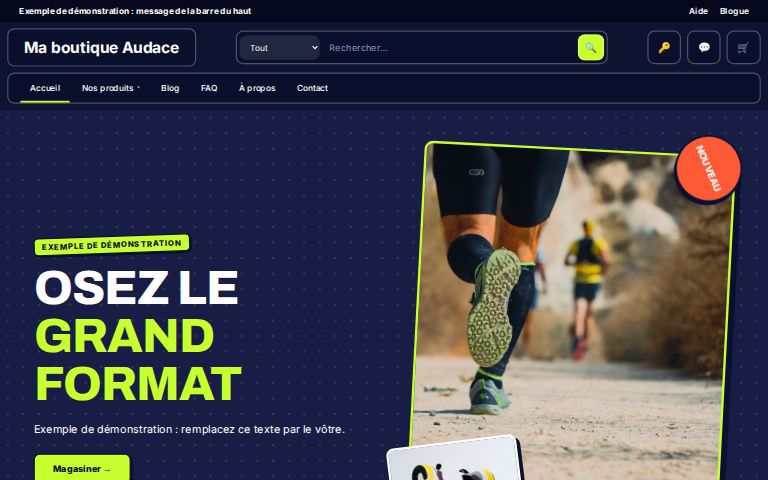 Exemple de démonstration : message de la barre du haut
Aide
Blogue
Ma boutique Audace
Tout
Rechercher...
Accueil
Nos produits
Blog
FAQ
À propos
Contact
NOUVEAU
EXEMPLE DE DÉMONSTRATION
OSEZ LE
GRAND
FORMAT
Exemple de démonstration : remplacez ce texte par le vôtre.
Magasiner →